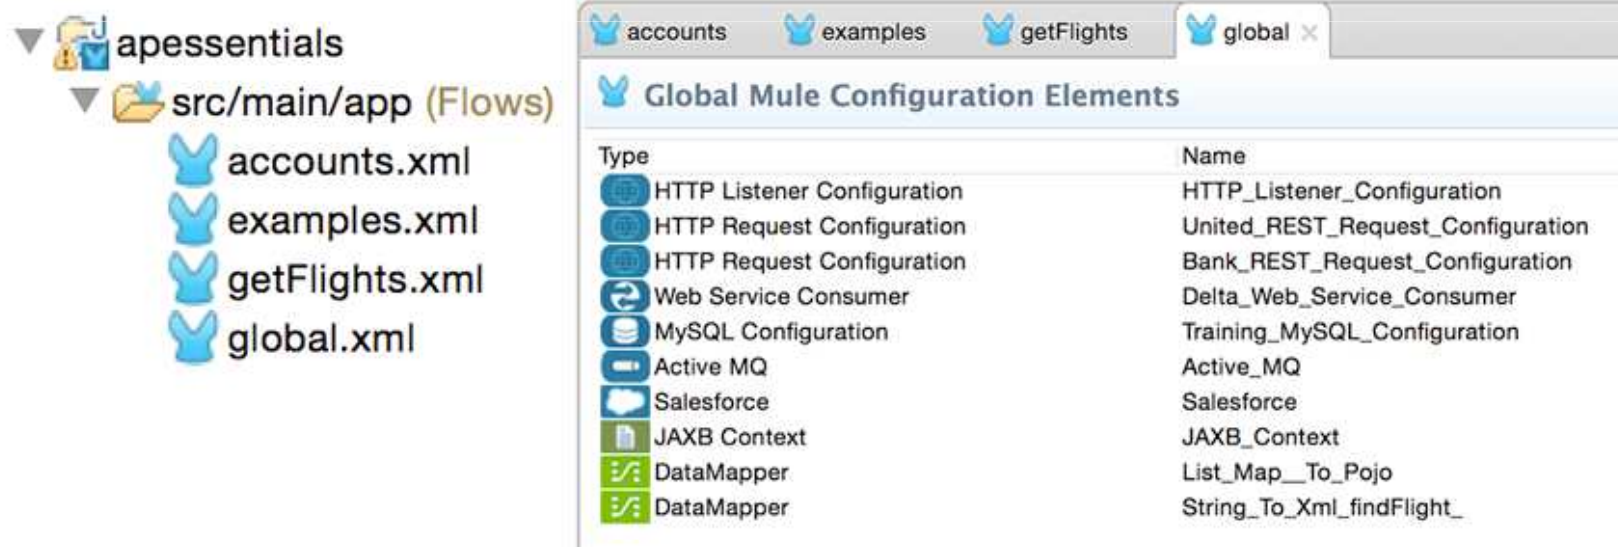 apessentials
src/main/app (Flows)
accounts.xml
examples.xml
getFlights.xml
global.xml
accounts examples getFlights global
Global Mule Configuration Elements
Type Name
HTTP Listener Configuration HTTP_Listener_Configuration
HTTP Request Configuration United_REST_Request_Configuration
HTTP Request Configuration Bank_REST_Request_Configuration
Web Service Consumer Delta_Web_Service_Consumer
MySQL Configuration Training_MySQL_Configuration
Active MQ Active_MQ
Salesforce Salesforce
JAXB Context JAXB_Context
DataMapper List_Map__To_Pojo
DataMapper String_To_Xml_findFlight_